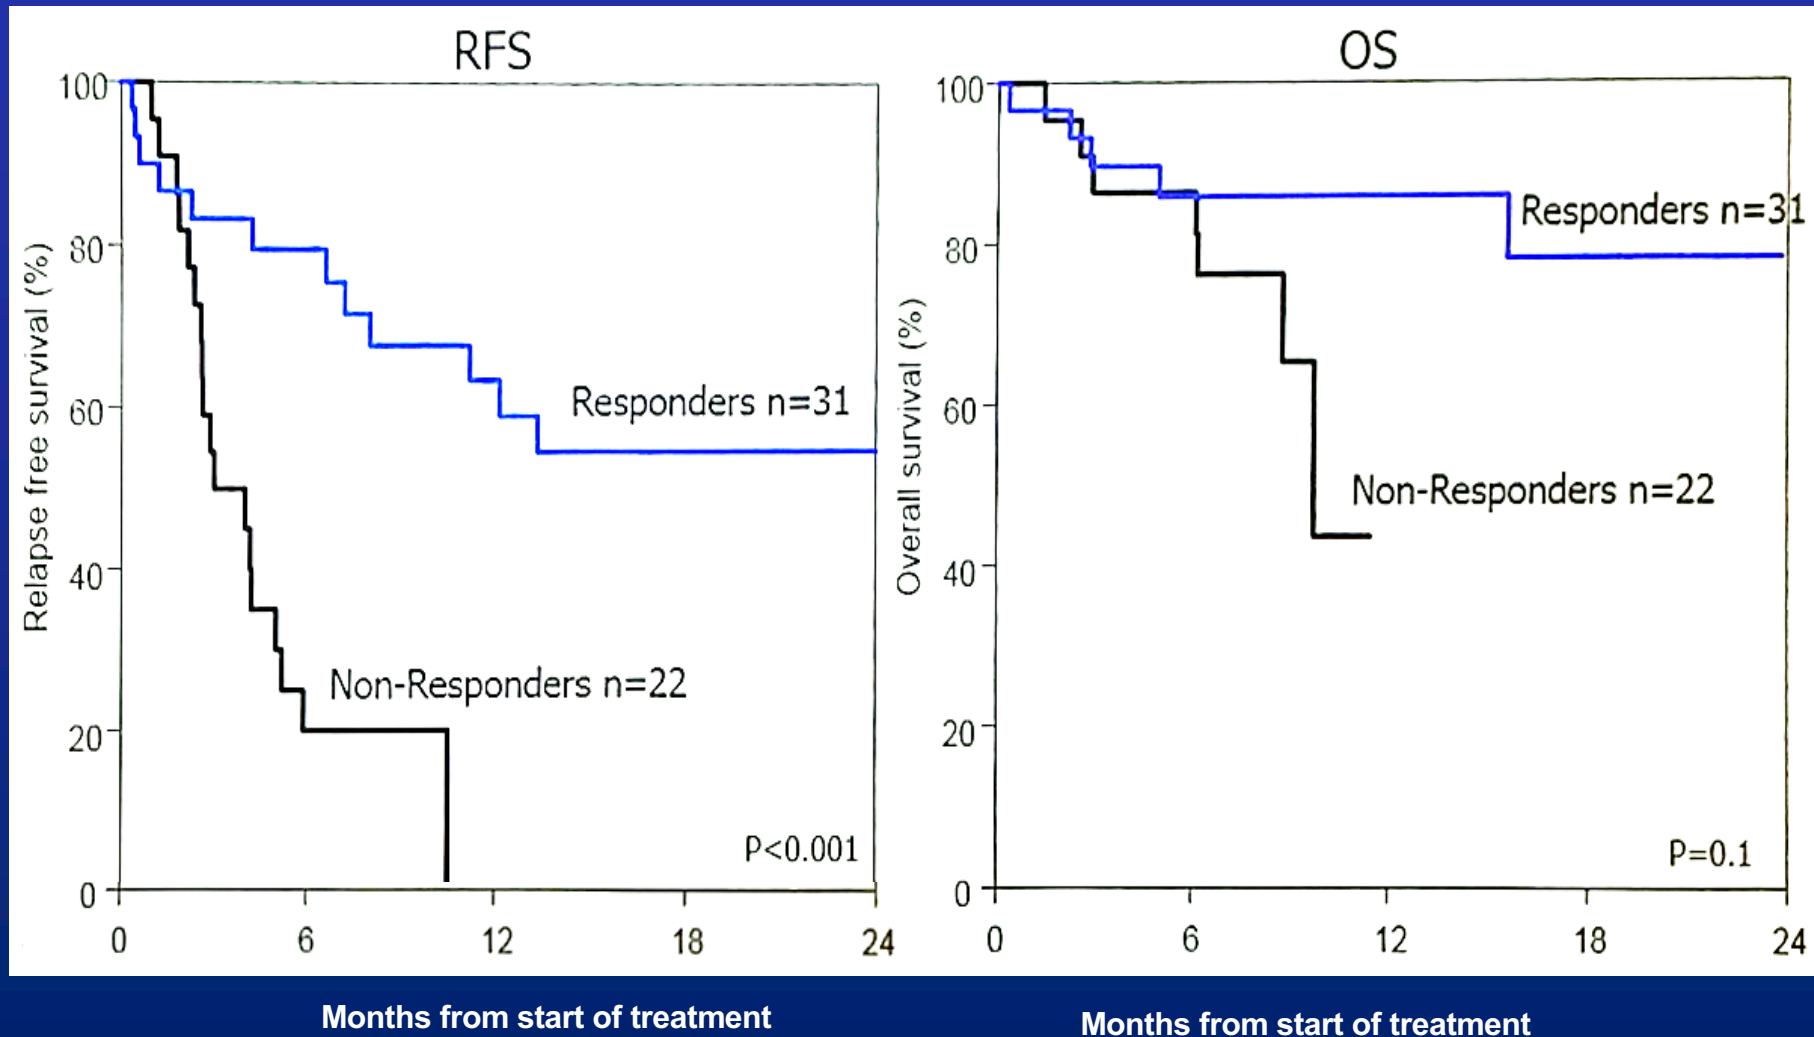 RFS
100
80
60
40
20
0
Relapse free survival (%)
Responders n=31
Non-Responders n=22
P<0.001
0 6 12 18 24
Months from start of treatment
OS
100
80
60
40
20
0
Overall survival (%)
Responders n=31
Non-Responders n=22
P=0.1
0 6 12 18 24
Months from start of treatment